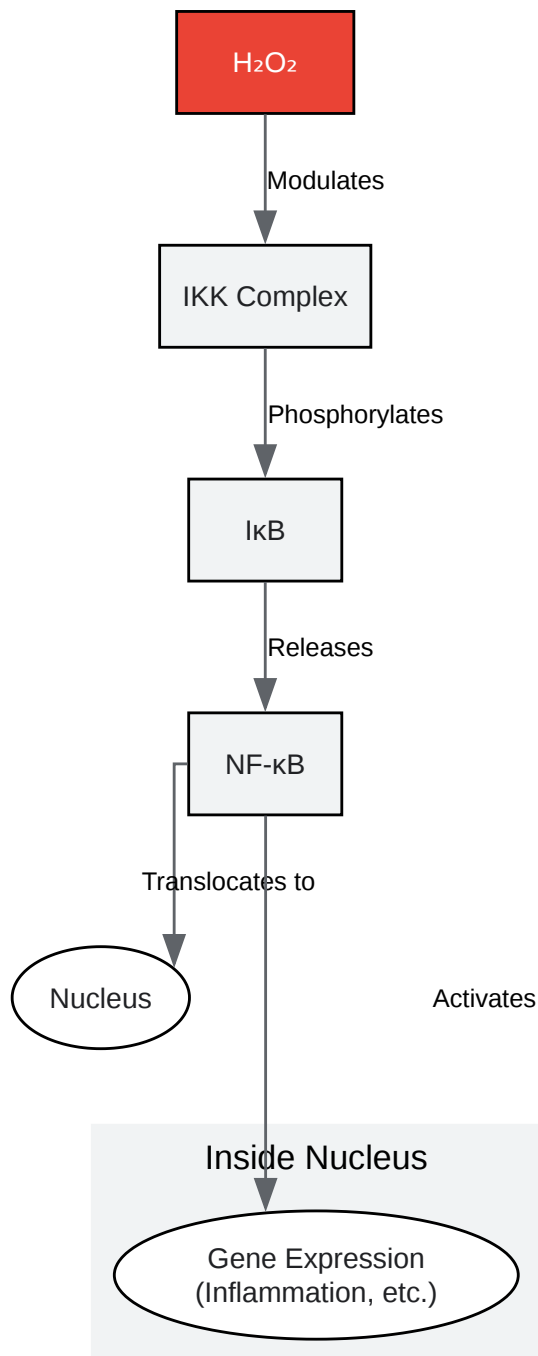 H₂O₂
Modulates
IKK Complex
Phosphorylates
IκB
Releases
NF-κB
Translocates to
Nucleus
Activates
Inside Nucleus
Gene Expression
(Inflammation, etc.)